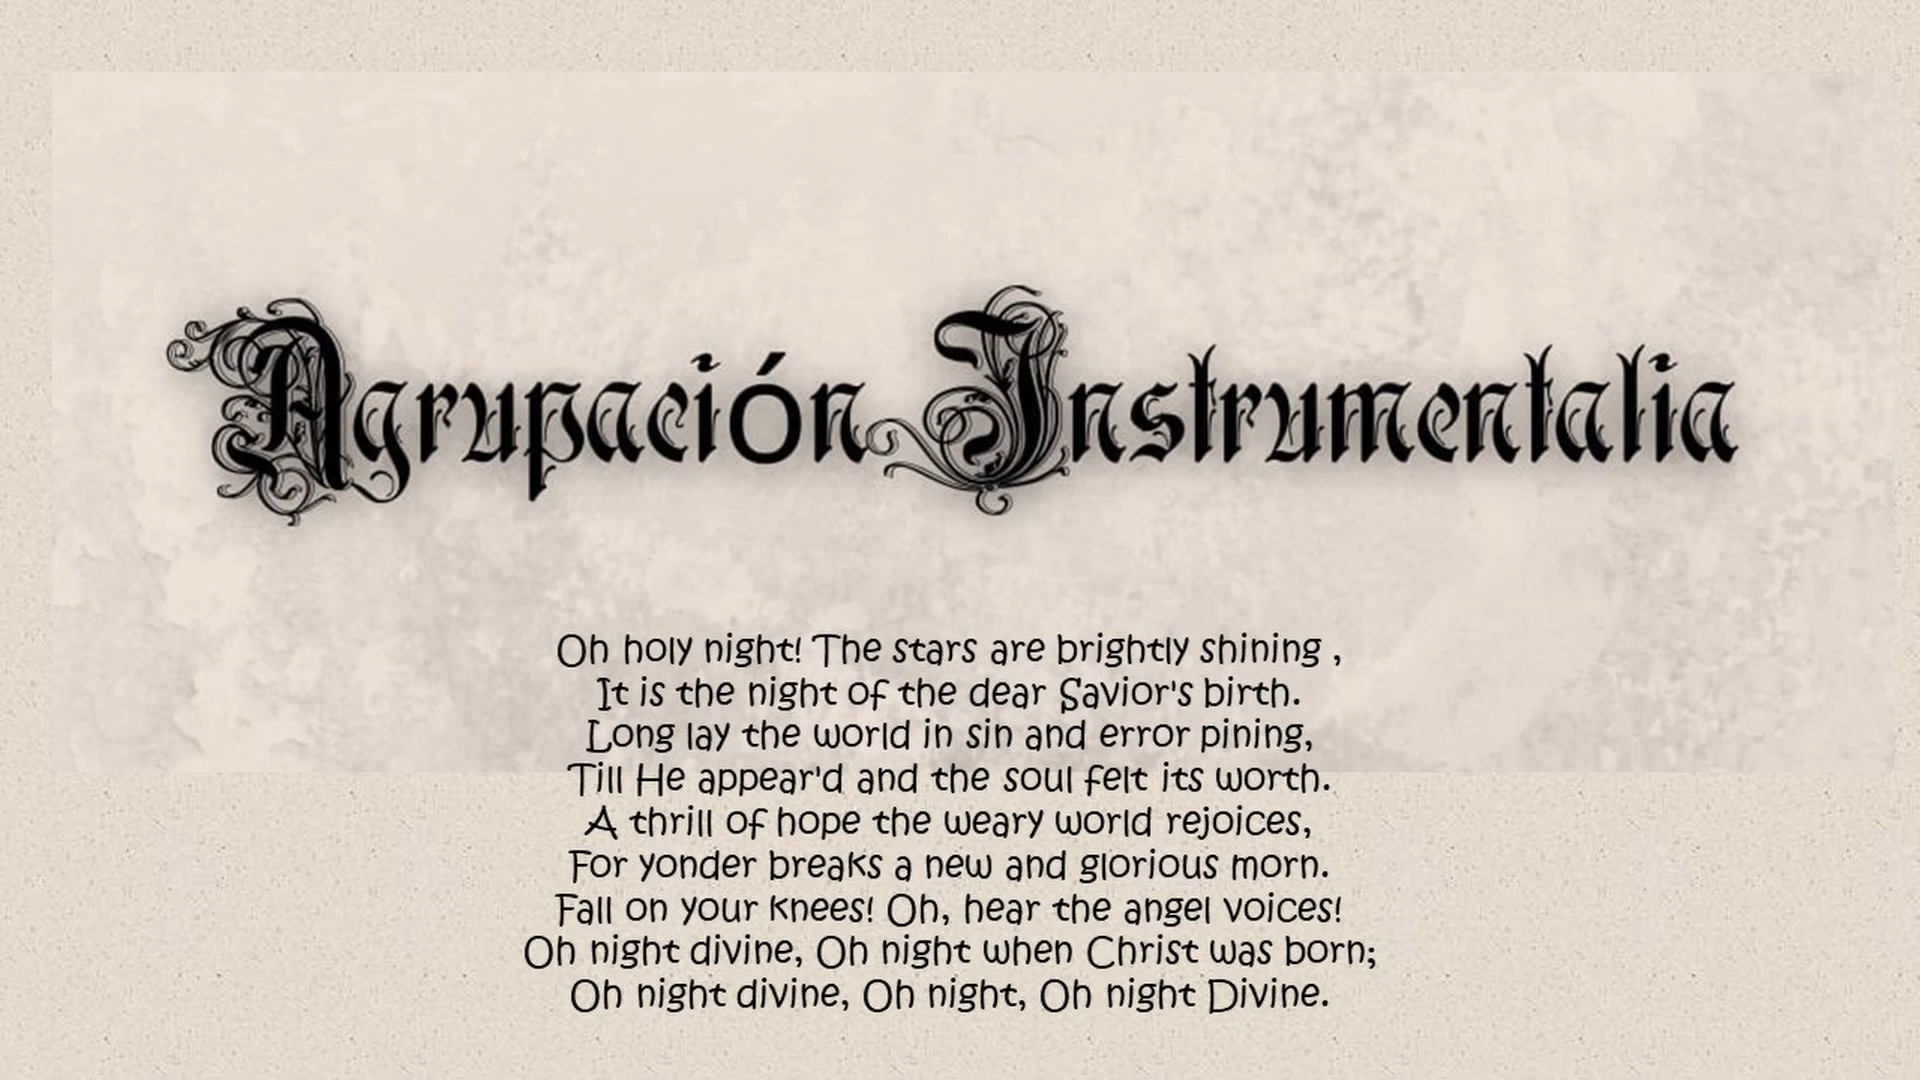 Agrupación Instrumentalia
Oh holy night! The stars are brightly shining ,
It is the night of the dear Savior's birth.
Long lay the world in sin and error pining,
Till He appear'd and the soul felt its worth.
A thrill of hope the weary world rejoices,
For yonder breaks a new and glorious morn.
Fall on your knees! Oh, hear the angel voices!
Oh night divine, Oh night when Christ was born;
Oh night divine, Oh night, Oh night Divine.